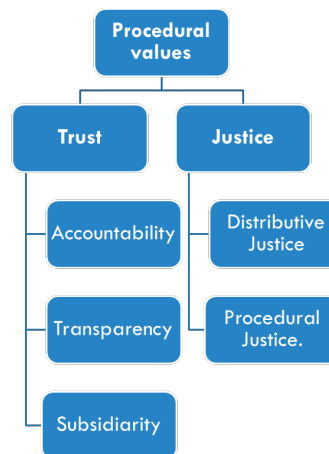 Procedural
values
Trust
Justice
Accountability
Distributive
Justice
Transparency
Procedural
Justice.
Subsidiarity